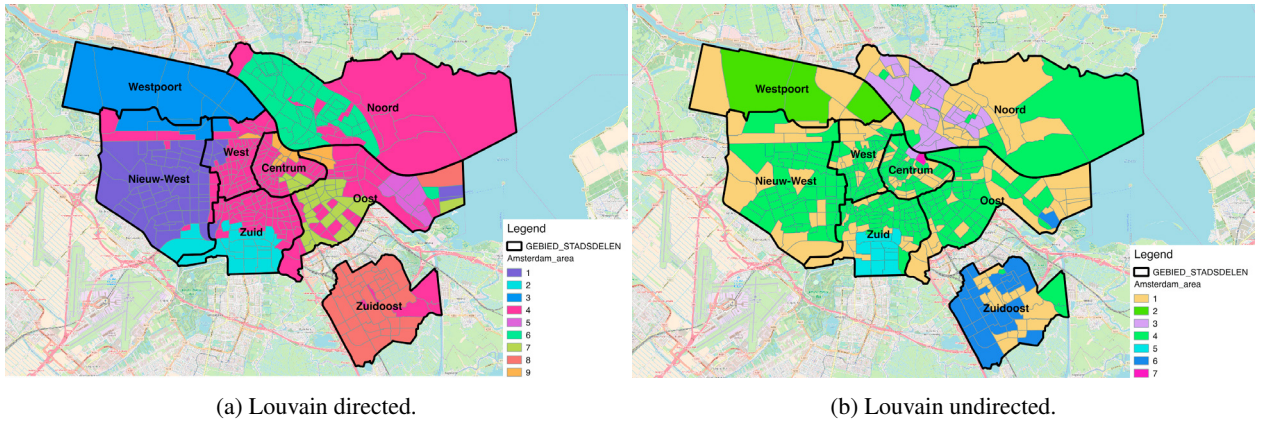 Westpoort
Noord
West
Centrum
Nieuw-West
Oost
Zuid
Zuidoost
Legend
GEBIED_STADSDELEN
Amsterdam_area
1
2
3
4
5
6
7
8
9
(a) Louvain directed.
Westpoort
Noord
West
Centrum
Nieuw-West
Oost
Zuid
Zuidoost
Legend
GEBIED_STADSDELEN
Amsterdam_area
1
2
3
4
5
6
7
(b) Louvain undirected.